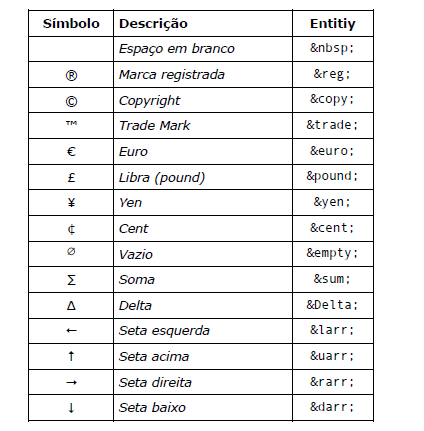 Símbolo Descrição Entitiy
Espaço em branco &nbsp;
® Marca registrada &reg;
© Copyright &copy;
™ Trade Mark &trade;
€ Euro &euro;
£ Libra (pound) &pound;
¥ Yen &yen;
¢ Cent &cent;
∅ Vazio &empty;
∑ Soma &sum;
Δ Delta &Delta;
← Seta esquerda &larr;
↑ Seta acima &uarr;
→ Seta direita &rarr;
↓ Seta baixo &darr;